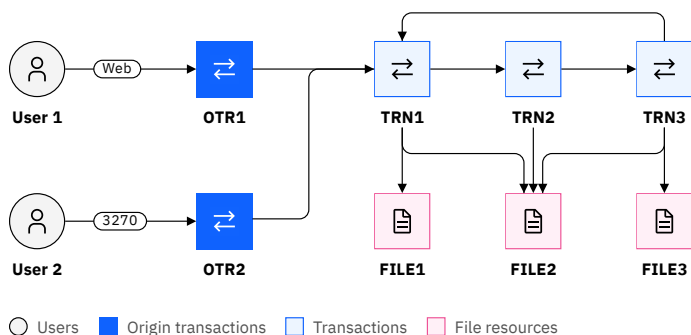 Web
User 1
OTR1
TRN1
TRN2
TRN3
3270
User 2
OTR2
FILE1
FILE2
FILE3
Users
Origin transactions
Transactions
File resources